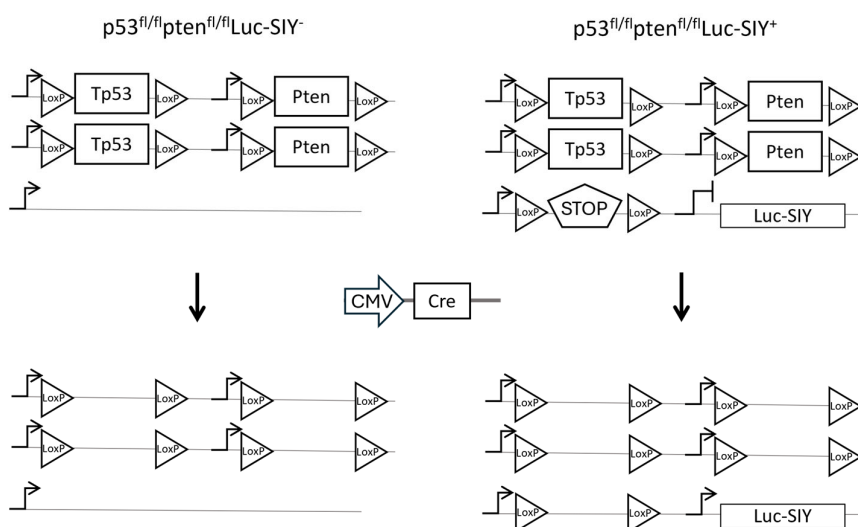 p53fl/flptenfl/flLuc-SIY- p53fl/flptenfl/flLuc-SIY+
LoxP Tp53 LoxP LoxP Pten LoxP LoxP Tp53 LoxP LoxP Pten LoxP
LoxP Tp53 LoxP LoxP Pten LoxP LoxP Tp53 LoxP LoxP Pten LoxP
LoxP STOP LoxP Luc-SIY
CMV Cre
LoxP LoxP LoxP LoxP LoxP LoxP LoxP LoxP
LoxP LoxP LoxP LoxP LoxP LoxP LoxP LoxP
LoxP LoxP Luc-SIY